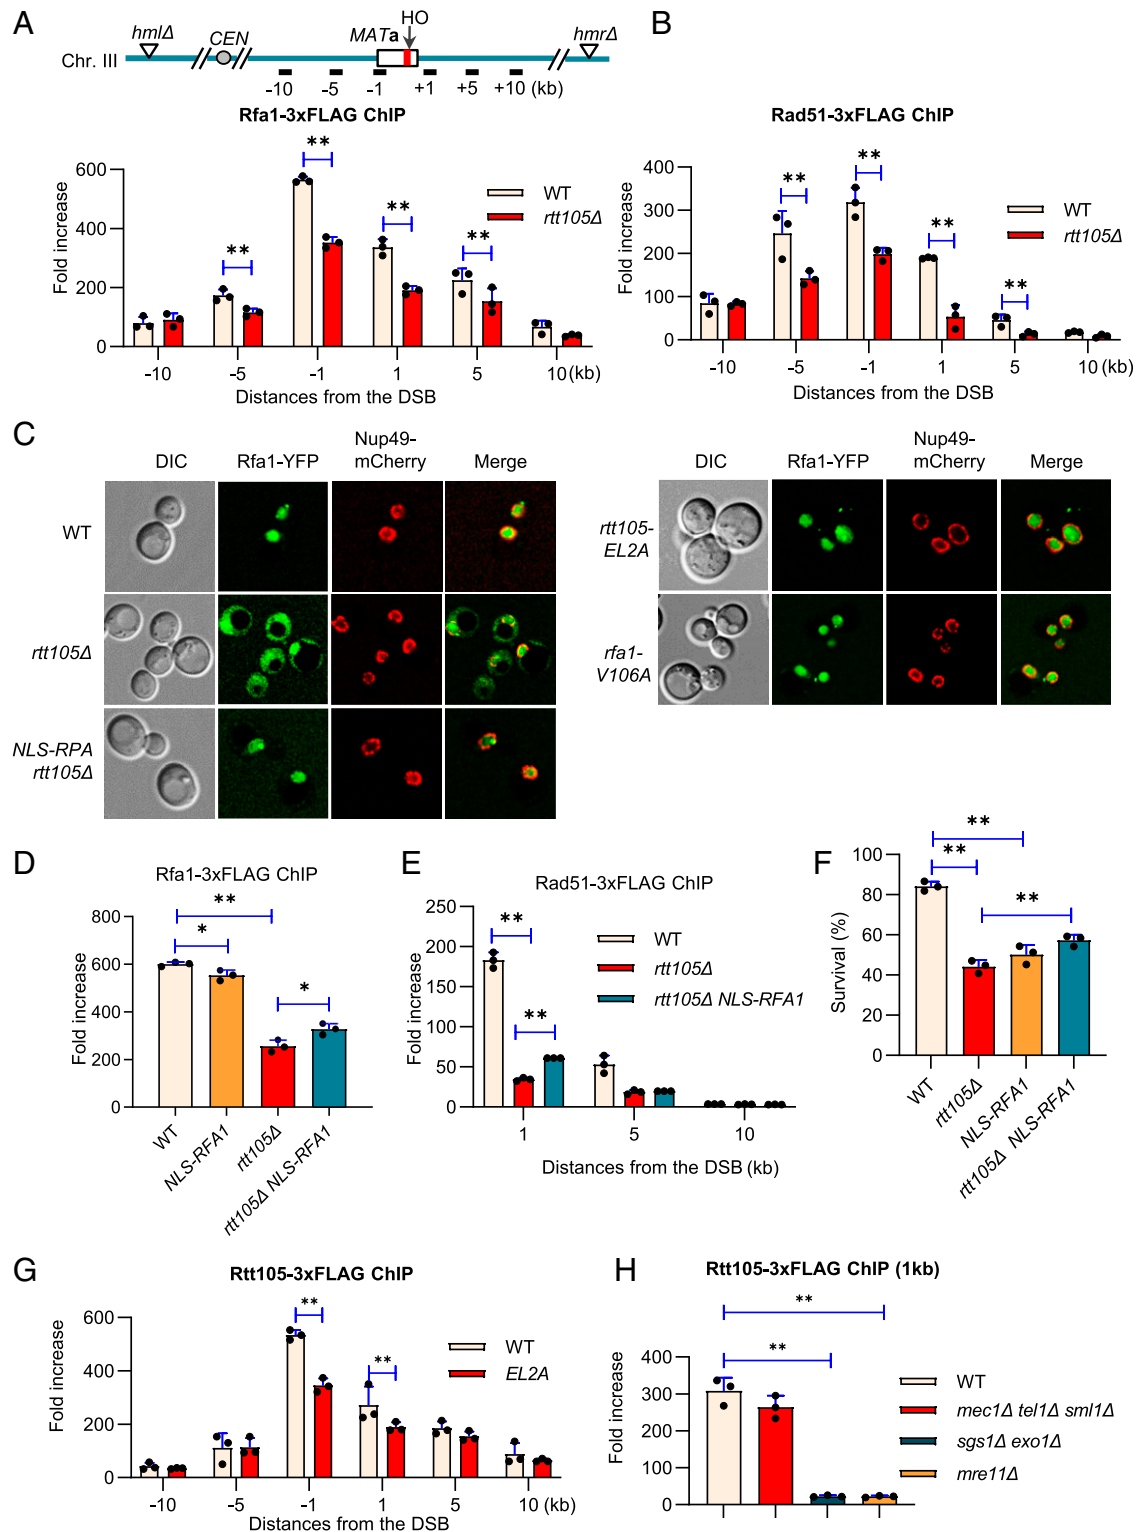 A
hmlΔ
CEN
MATa
HO
hmrΔ
Chr. III
-10 -5 -1 +1 +5 +10 (kb)
Rfa1-3xFLAG ChIP
Fold increase
600
400
200
0
** ** ** **
WT
rtt105Δ
-10 -5 -1 1 5 10 (kb)
Distances from the DSB
B
Rad51-3xFLAG ChIP
Fold increase
400
300
200
100
0
** ** ** **
WT
rtt105Δ
-10 -5 -1 1 5 10 (kb)
Distances from the DSB
C
DIC Rfa1-YFP Nup49-mCherry Merge
WT
rtt105Δ
NLS-RPA
rtt105Δ
DIC Rfa1-YFP Nup49-mCherry Merge
rtt105-
EL2A
rfa1-
V106A
D
Rfa1-3xFLAG ChIP
Fold increase
800
600
400
200
0
**
*
*
WT
NLS-RFA1
rtt105Δ
rtt105Δ NLS-RFA1
E
Rad51-3xFLAG ChIP
Fold increase
250
200
150
100
50
0
**
**
WT
rtt105Δ
rtt105Δ NLS-RFA1
1 5 10
Distances from the DSB (kb)
F
Survival (%)
100
80
60
40
20
0
**
**
**
WT
rtt105Δ
NLS-RFA1
rtt105Δ NLS-RFA1
G
Rtt105-3xFLAG ChIP
Fold increase
600
400
200
0
** **
WT
EL2A
-10 -5 -1 1 5 10 (kb)
Distances from the DSB
H
Rtt105-3xFLAG ChIP (1kb)
Fold increase
400
300
200
100
0
**
**
WT
mec1Δ tel1Δ sml1Δ
sgs1Δ exo1Δ
mre11Δ